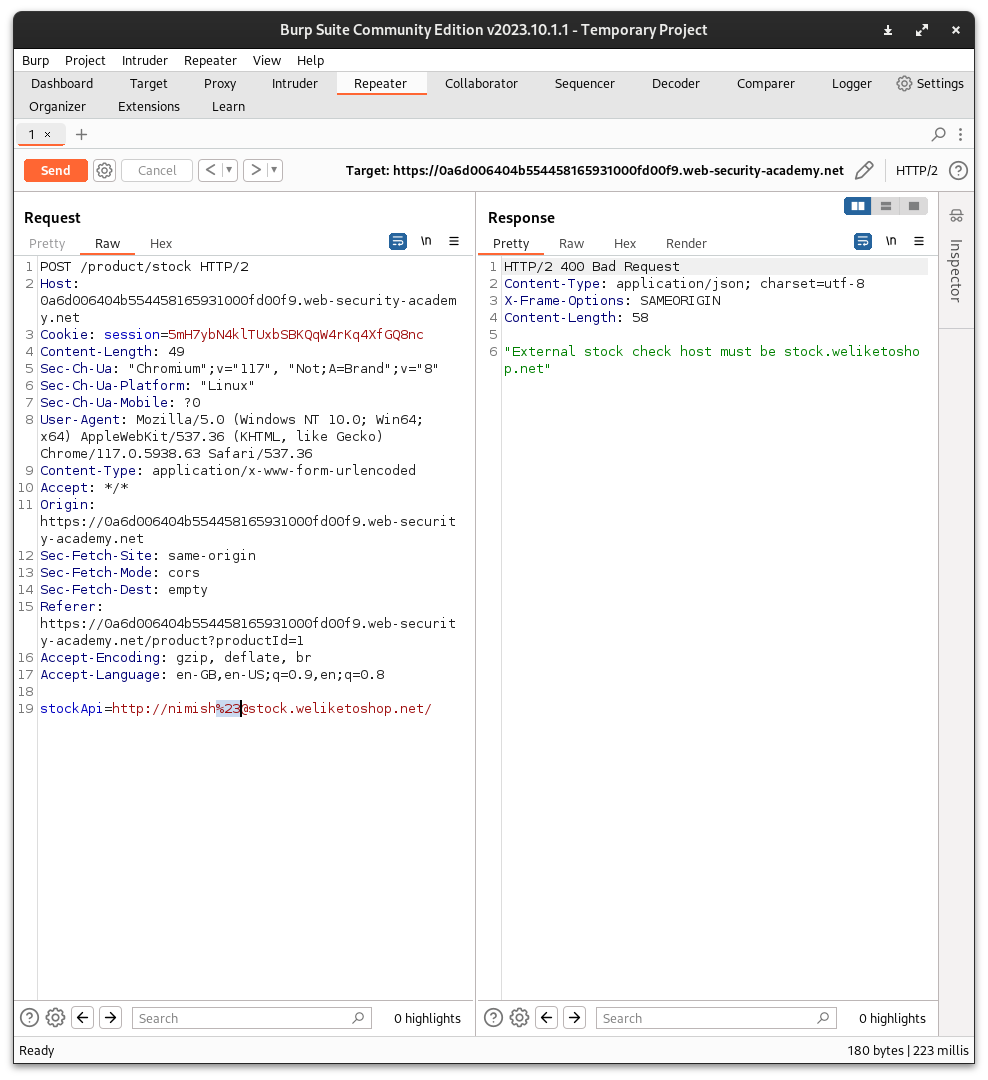 Burp Suite Community Edition v2023.10.1.1 - Temporary Project
Burp Project Intruder Repeater View Help
Dashboard Target Proxy Intruder Repeater Collaborator Sequencer Decoder Comparer Logger Settings
Organizer Extensions Learn
1 × +
Send Cancel < > Target: https://0a6d006404b554458165931000fd00f9.web-security-academy.net HTTP/2 ?
Request
Pretty Raw Hex \n
1 POST /product/stock HTTP/2
2 Host:
0a6d006404b554458165931000fd00f9.web-security-academ
y.net
3 Cookie: session=5mH7ybN4klTUxbSBKQqW4rKq4XfGQ8nc
4 Content-Length: 49
5 Sec-Ch-Ua: "Chromium";v="117", "Not;A=Brand";v="8"
6 Sec-Ch-Ua-Platform: "Linux"
7 Sec-Ch-Ua-Mobile: ?0
8 User-Agent: Mozilla/5.0 (Windows NT 10.0; Win64;
x64) AppleWebKit/537.36 (KHTML, like Gecko)
Chrome/117.0.5938.63 Safari/537.36
9 Content-Type: application/x-www-form-urlencoded
10 Accept: */*
11 Origin:
https://0a6d006404b554458165931000fd00f9.web-securit
y-academy.net
12 Sec-Fetch-Site: same-origin
13 Sec-Fetch-Mode: cors
14 Sec-Fetch-Dest: empty
15 Referer:
https://0a6d006404b554458165931000fd00f9.web-securit
y-academy.net/product?productId=1
16 Accept-Encoding: gzip, deflate, br
17 Accept-Language: en-GB,en-US;q=0.9,en;q=0.8
18
19 stockApi=http://nimish%23@stock.weliketoshop.net/
? Search 0 highlights
Response
Pretty Raw Hex Render \n
1 HTTP/2 400 Bad Request
2 Content-Type: application/json; charset=utf-8
3 X-Frame-Options: SAMEORIGIN
4 Content-Length: 58
5
6 "External stock check host must be stock.weliketosho
p.net"
? Search 0 highlights
Inspector
Ready 180 bytes | 223 millis